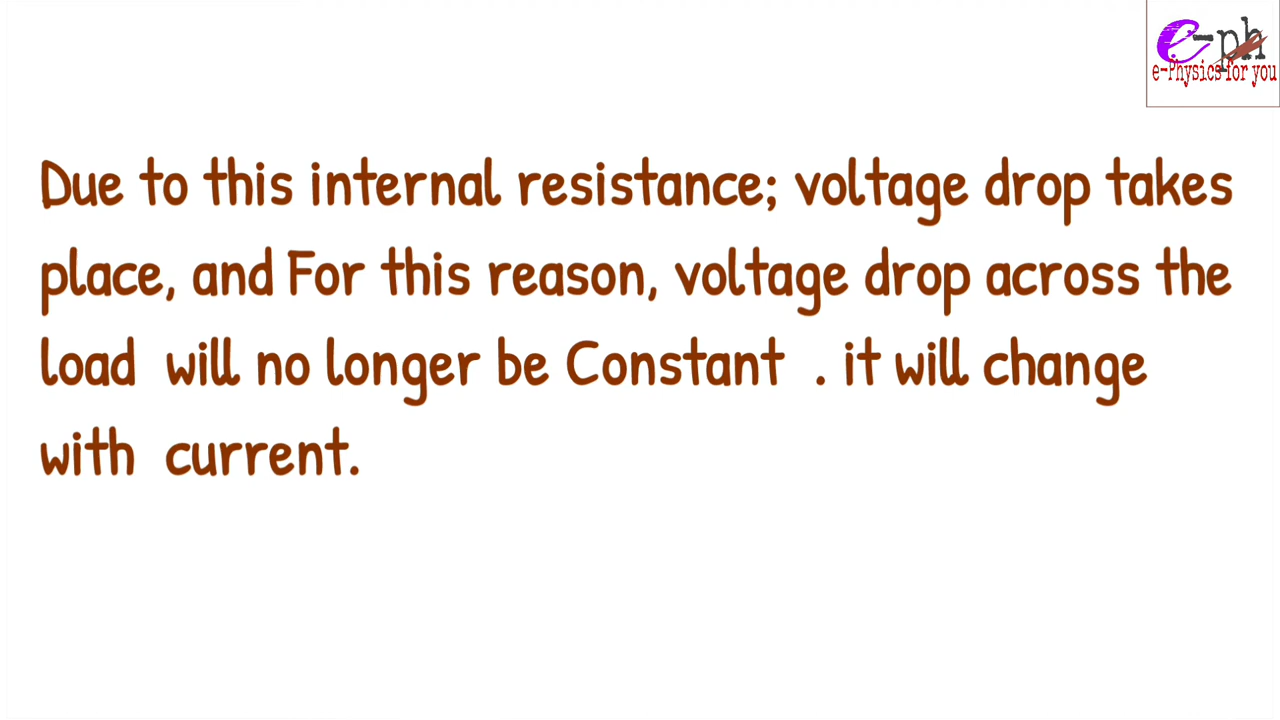 e-ph
e-Physics for you
Due to this internal resistance; voltage drop takes
place, and For this reason, voltage drop across the
load will no longer be Constant . it will change
with current.